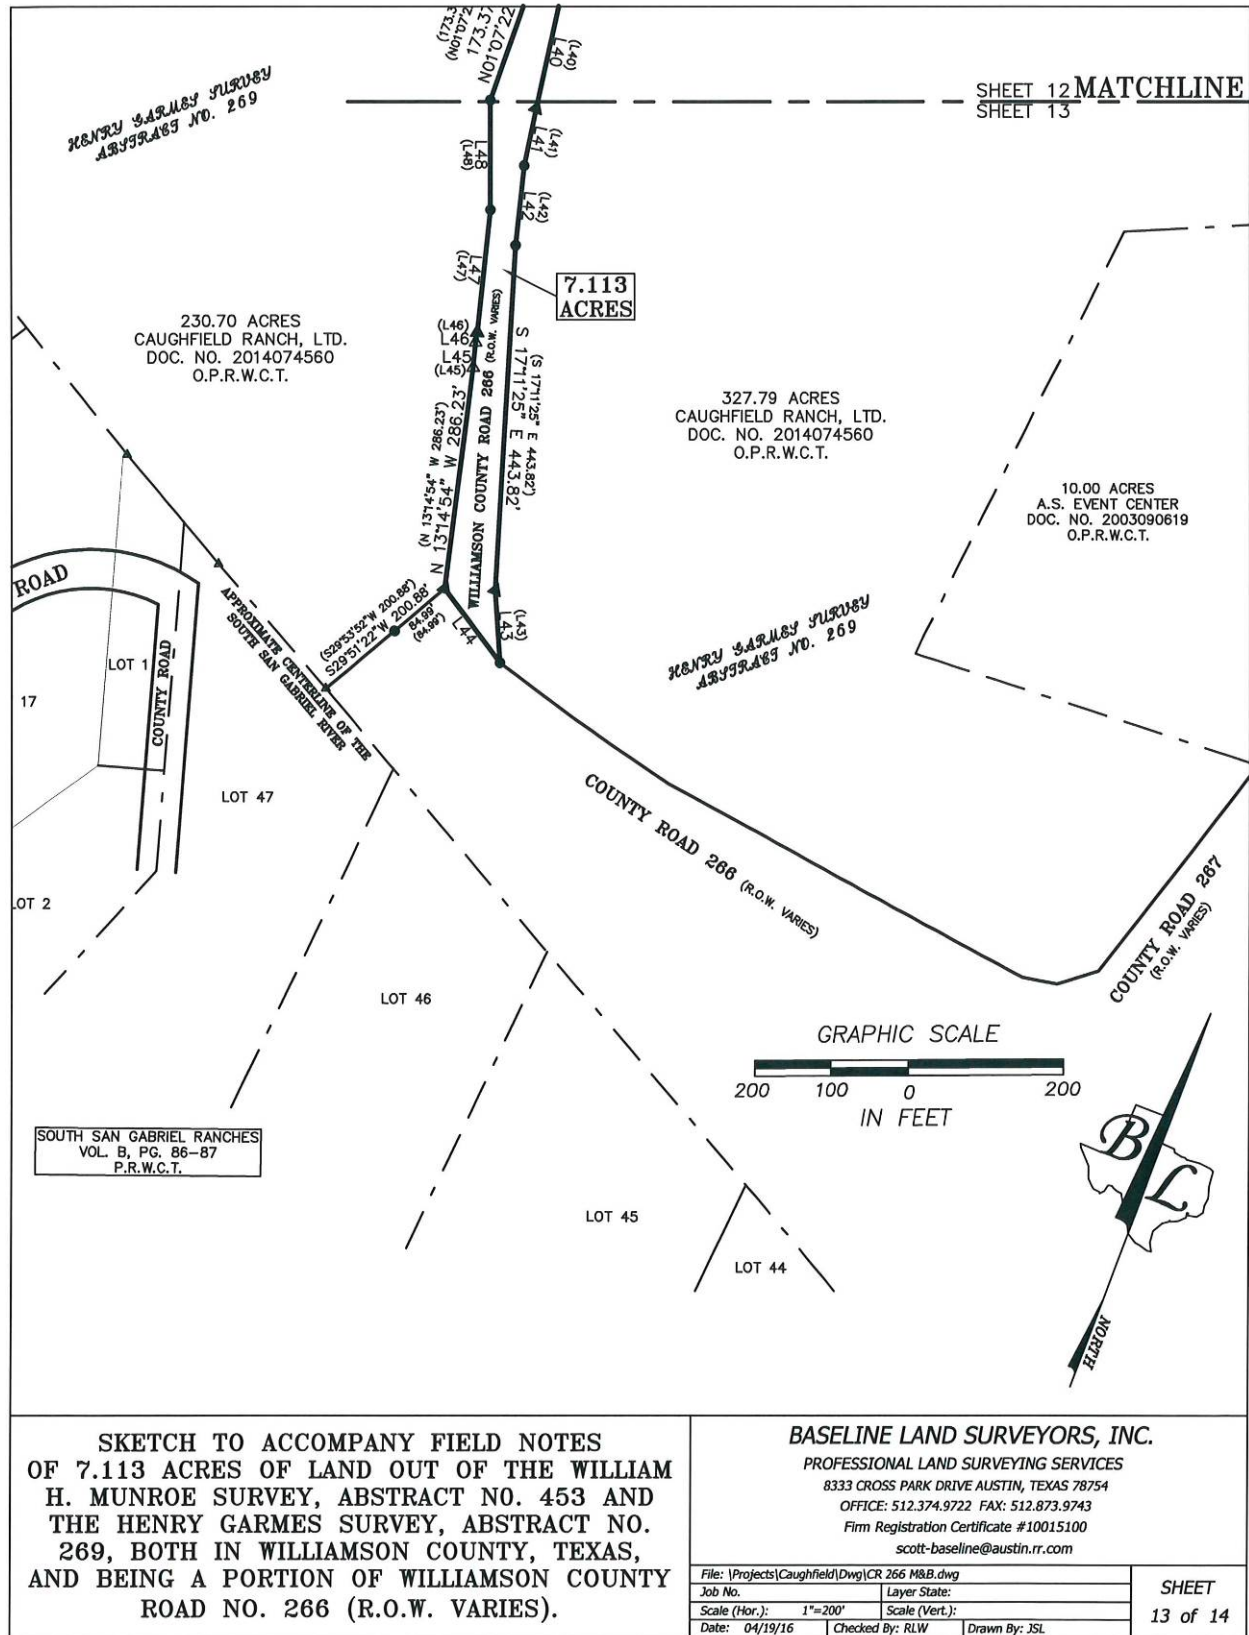 (173.3
(N01°07'2
173.37
N01°07'22
L40
(L40)
HENRY GARMES SURVEY
ABSTRACT NO. 269
SHEET 12 MATCHLINE
SHEET 13
L48
(L48)
L41
(L41)
L42
(L42)
L47
(L47)
7.113
ACRES
230.70 ACRES
CAUGHFIELD RANCH, LTD.
DOC. NO. 2014074560
O.P.R.W.C.T.
(L46)
L46
L45
(L45)
WILLIAMSON COUNTY ROAD 266 (R.O.W. VARIES)
S 17°11'25" E 443.82'
(S 17°11'25" E 443.82')
(N 13°14'54" W 286.23')
N 13°14'54" W 286.23'
327.79 ACRES
CAUGHFIELD RANCH, LTD.
DOC. NO. 2014074560
O.P.R.W.C.T.
10.00 ACRES
A.S. EVENT CENTER
DOC. NO. 2003090619
O.P.R.W.C.T.
ROAD
APPROXIMATE CENTERLINE OF THE
SOUTH SAN GABRIEL RIVER
(S29°53'52"W 200.88')
S29°51'22"W 200.88'
84.99'
(84.99')
L44
L43
(L43)
HENRY GARMES SURVEY
ABSTRACT NO. 269
LOT 1
COUNTY ROAD
17
LOT 47
COUNTY ROAD 266 (R.O.W. VARIES)
COUNTY ROAD 267
(R.O.W. VARIES)
LOT 2
LOT 46
GRAPHIC SCALE
200 100 0 200
IN FEET
SOUTH SAN GABRIEL RANCHES
VOL. B, PG. 86-87
P.R.W.C.T.
B
L
LOT 45
LOT 44
NORTH
SKETCH TO ACCOMPANY FIELD NOTES
OF 7.113 ACRES OF LAND OUT OF THE WILLIAM
H. MUNROE SURVEY, ABSTRACT NO. 453 AND
THE HENRY GARMES SURVEY, ABSTRACT NO.
269, BOTH IN WILLIAMSON COUNTY, TEXAS,
AND BEING A PORTION OF WILLIAMSON COUNTY
ROAD NO. 266 (R.O.W. VARIES).
BASELINE LAND SURVEYORS, INC.
PROFESSIONAL LAND SURVEYING SERVICES
8333 CROSS PARK DRIVE AUSTIN, TEXAS 78754
OFFICE: 512.374.9722 FAX: 512.873.9743
Firm Registration Certificate #10015100
scott-baseline@austin.rr.com
File: \Projects\Caughfield\Dwg\CR 266 M&B.dwg
Job No. Layer State:
Scale (Hor.): 1"=200' Scale (Vert.):
Date: 04/19/16 Checked By: RLW Drawn By: JSL
SHEET
13 of 14